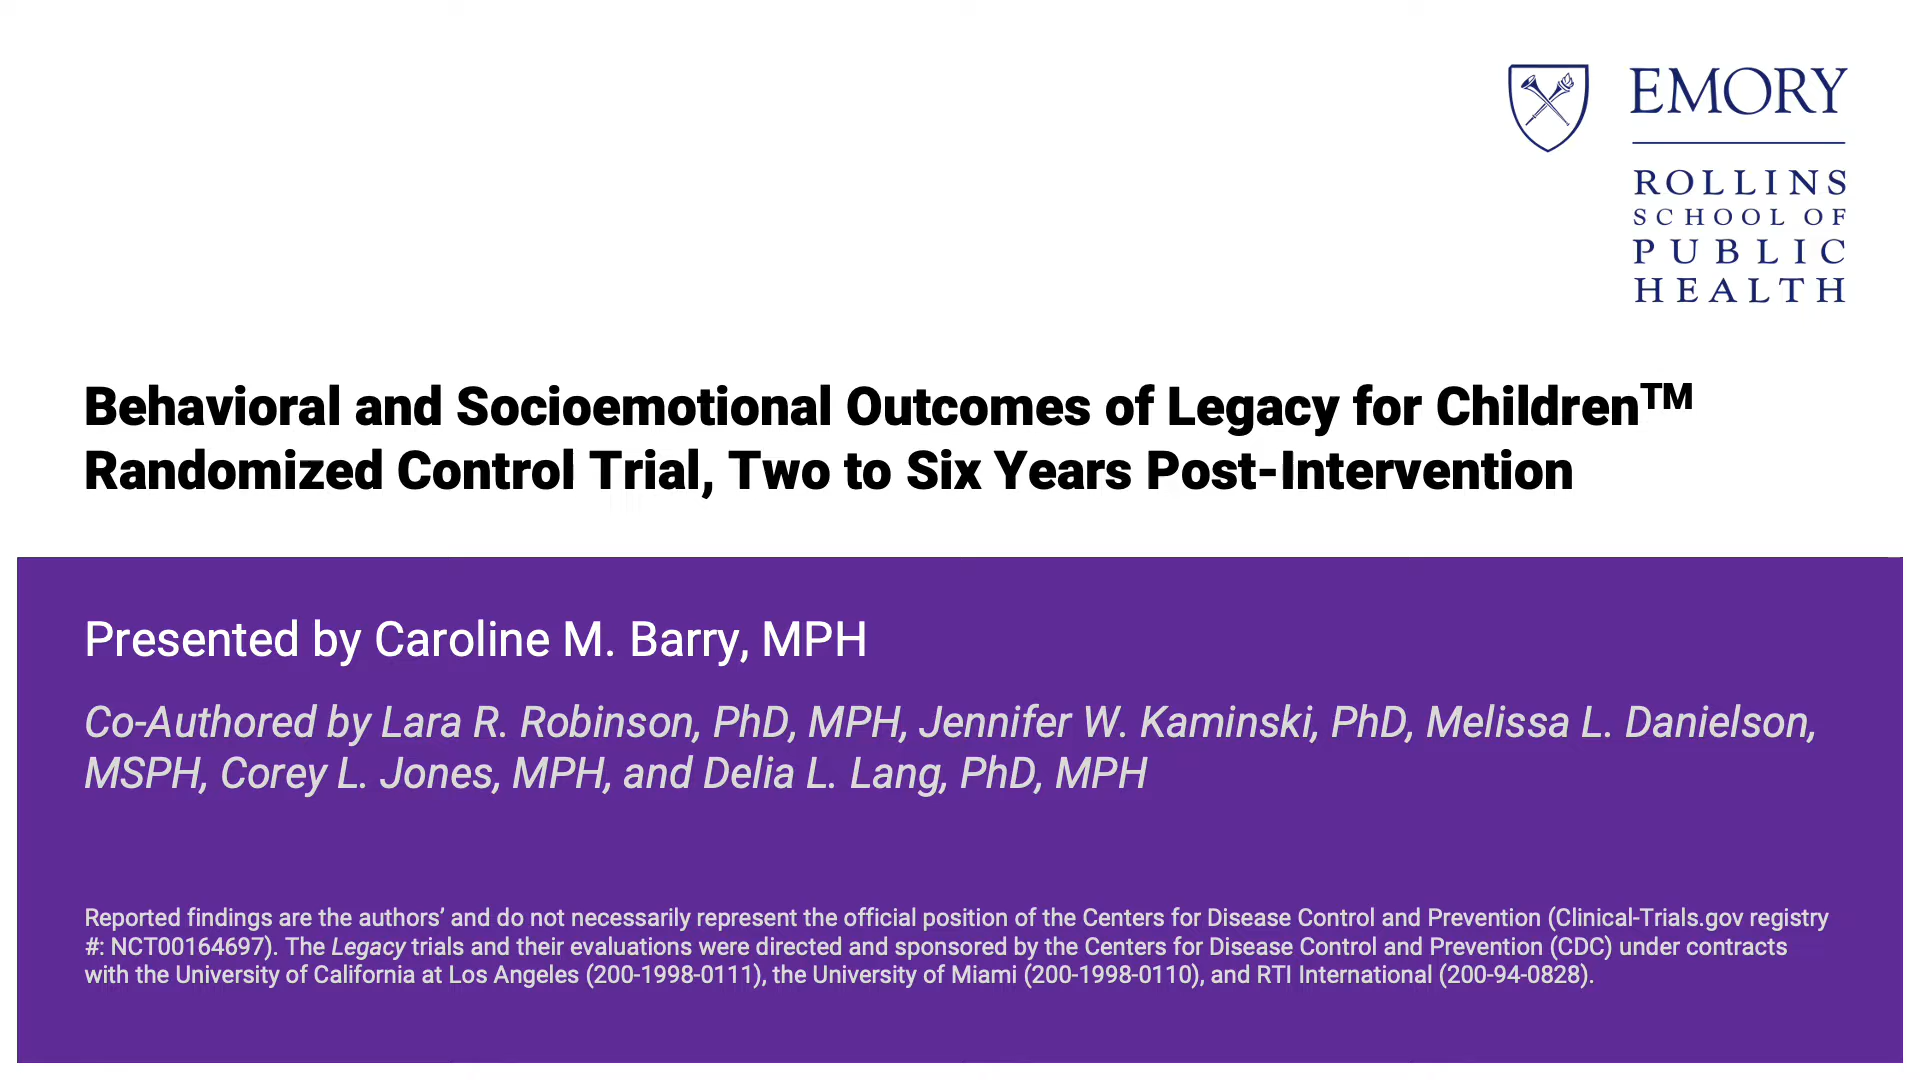 EMORY
ROLLINS
SCHOOL OF
PUBLIC
HEALTH
Behavioral and Socioemotional Outcomes of Legacy for Children™
Randomized Control Trial, Two to Six Years Post-Intervention
Presented by Caroline M. Barry, MPH
Co-Authored by Lara R. Robinson, PhD, MPH, Jennifer W. Kaminski, PhD, Melissa L. Danielson,
MSPH, Corey L. Jones, MPH, and Delia L. Lang, PhD, MPH
Reported findings are the authors’ and do not necessarily represent the official position of the Centers for Disease Control and Prevention (Clinical-Trials.gov registry
#: NCT00164697). The Legacy trials and their evaluations were directed and sponsored by the Centers for Disease Control and Prevention (CDC) under contracts
with the University of California at Los Angeles (200-1998-0111), the University of Miami (200-1998-0110), and RTI International (200-94-0828).